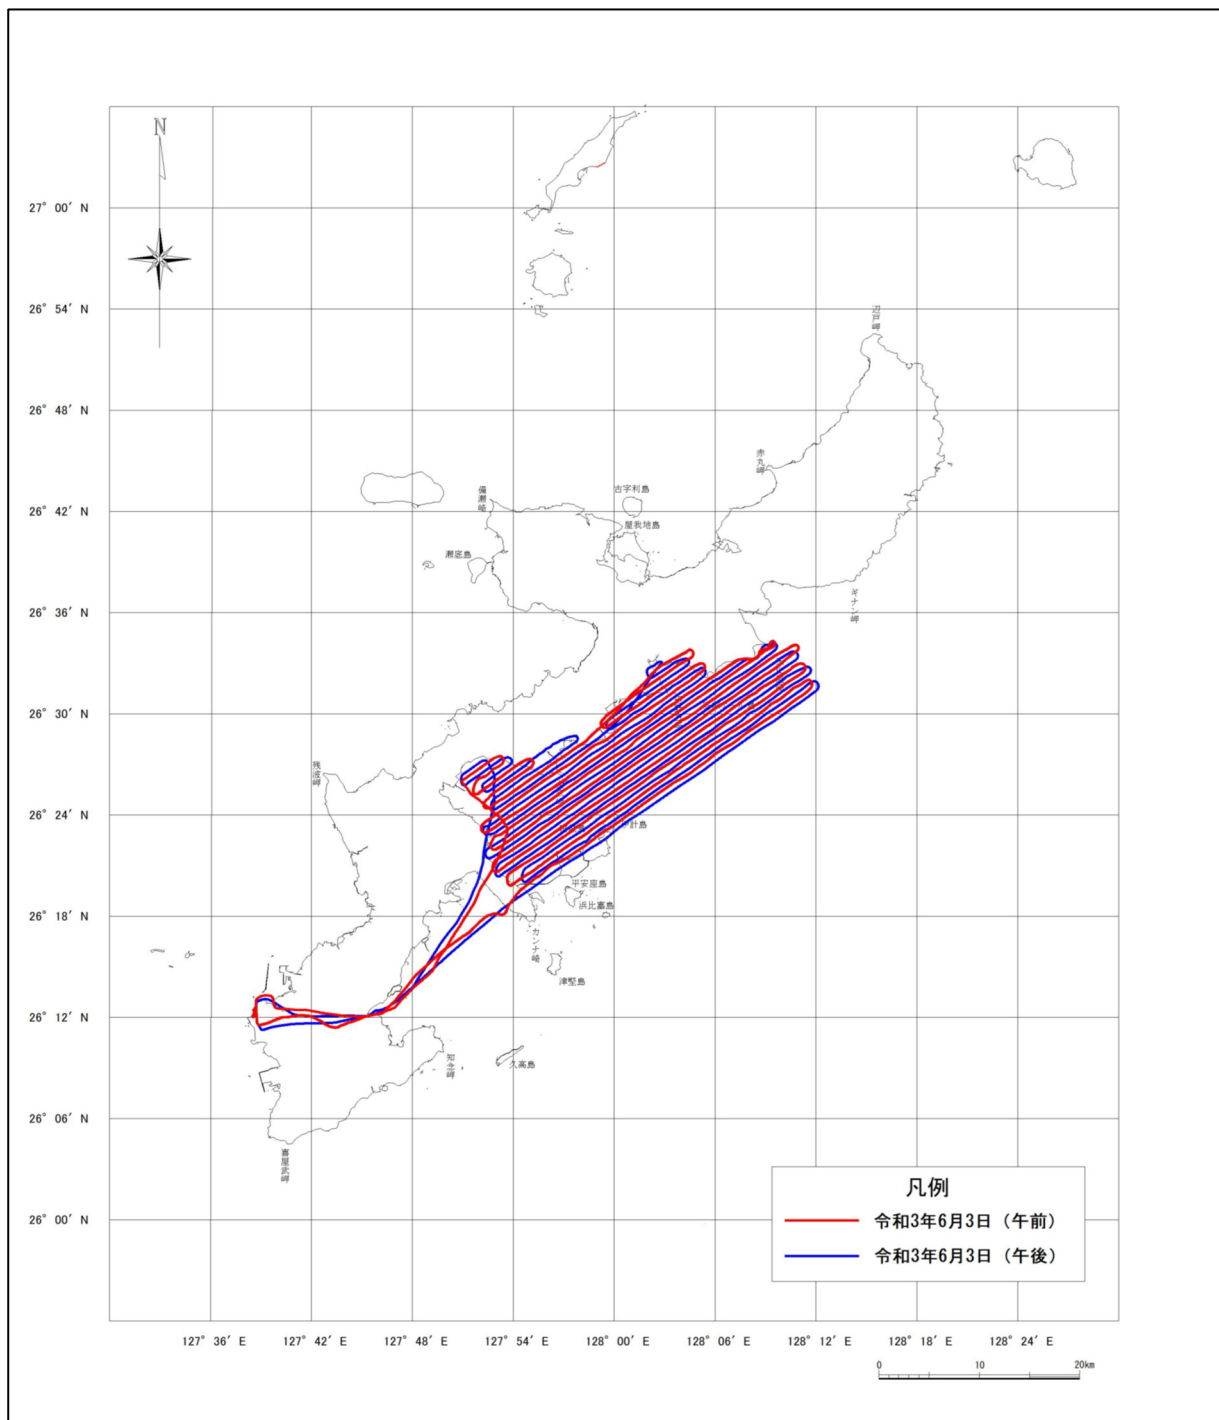 N
27° 00′ N
26° 54′ N
辺戸岬
26° 48′ N
赤丸岬
備瀬崎
古宇利島
26° 42′ N
屋我地島
瀬底島
26° 36′ N
ギナン岬
26° 30′ N
残波岬
26° 24′ N
伊計島
平安座島
浜比嘉島
26° 18′ N
カンナ崎
津堅島
26° 12′ N
知念岬
久高島
26° 06′ N
喜屋武岬
26° 00′ N
凡例
令和3年6月3日（午前）
令和3年6月3日（午後）
127° 36′ E
127° 42′ E
127° 48′ E
127° 54′ E
128° 00′ E
128° 06′ E
128° 12′ E
128° 18′ E
128° 24′ E
0 10 20km